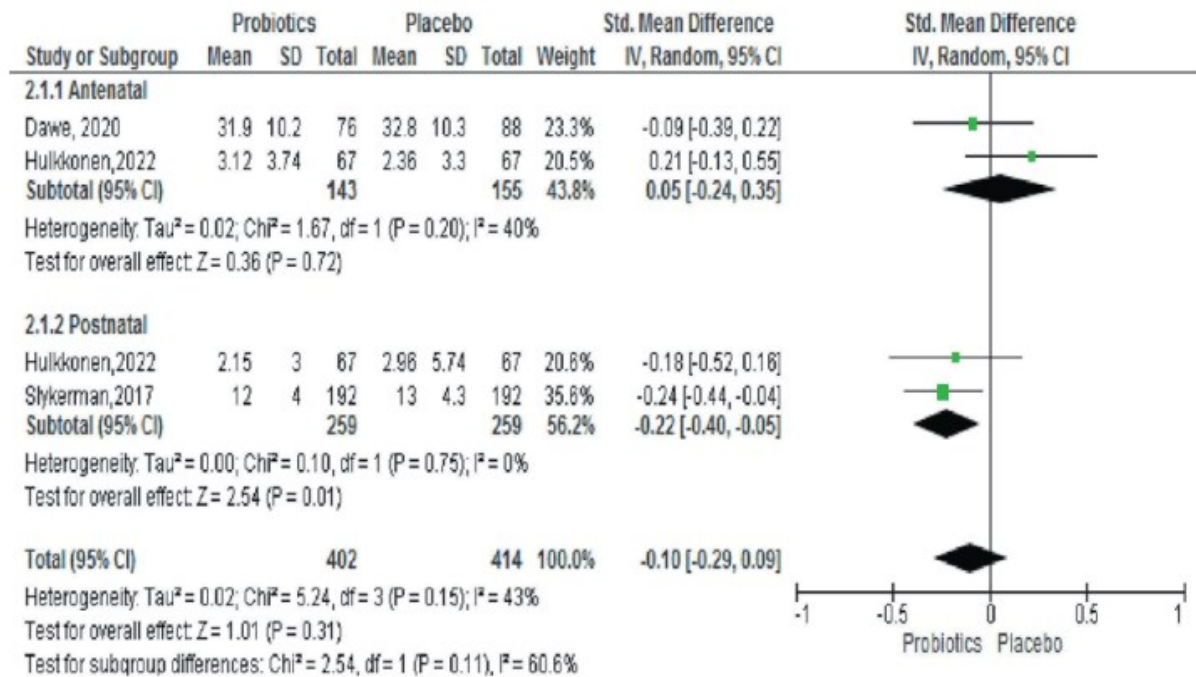 Probiotics Placebo Std. Mean Difference Std. Mean Difference
Study or Subgroup Mean SD Total Mean SD Total Weight IV, Random, 95% CI IV, Random, 95% CI
2.1.1 Antenatal
Dawe, 2020 31.9 10.2 76 32.8 10.3 88 23.3% -0.09 [-0.39, 0.22]
Hulkkonen,2022 3.12 3.74 67 2.36 3.3 67 20.5% 0.21 [-0.13, 0.55]
Subtotal (95% CI) 143 155 43.8% 0.05 [-0.24, 0.35]
Heterogeneity: Tau² = 0.02; Chi² = 1.67, df = 1 (P = 0.20); I² = 40%
Test for overall effect: Z = 0.36 (P = 0.72)
2.1.2 Postnatal
Hulkkonen,2022 2.15 3 67 2.96 5.74 67 20.6% -0.18 [-0.52, 0.16]
Slykerman,2017 12 4 192 13 4.3 192 35.6% -0.24 [-0.44, -0.04]
Subtotal (95% CI) 259 259 56.2% -0.22 [-0.40, -0.05]
Heterogeneity: Tau² = 0.00; Chi² = 0.10, df = 1 (P = 0.75); I² = 0%
Test for overall effect: Z = 2.54 (P = 0.01)
Total (95% CI) 402 414 100.0% -0.10 [-0.29, 0.09]
Heterogeneity: Tau² = 0.02; Chi² = 5.24, df = 3 (P = 0.15); I² = 43%
Test for overall effect: Z = 1.01 (P = 0.31)
Test for subgroup differences: Chi² = 2.54, df = 1 (P = 0.11), I² = 60.6%
-1 -0.5 0 0.5 1
Probiotics Placebo